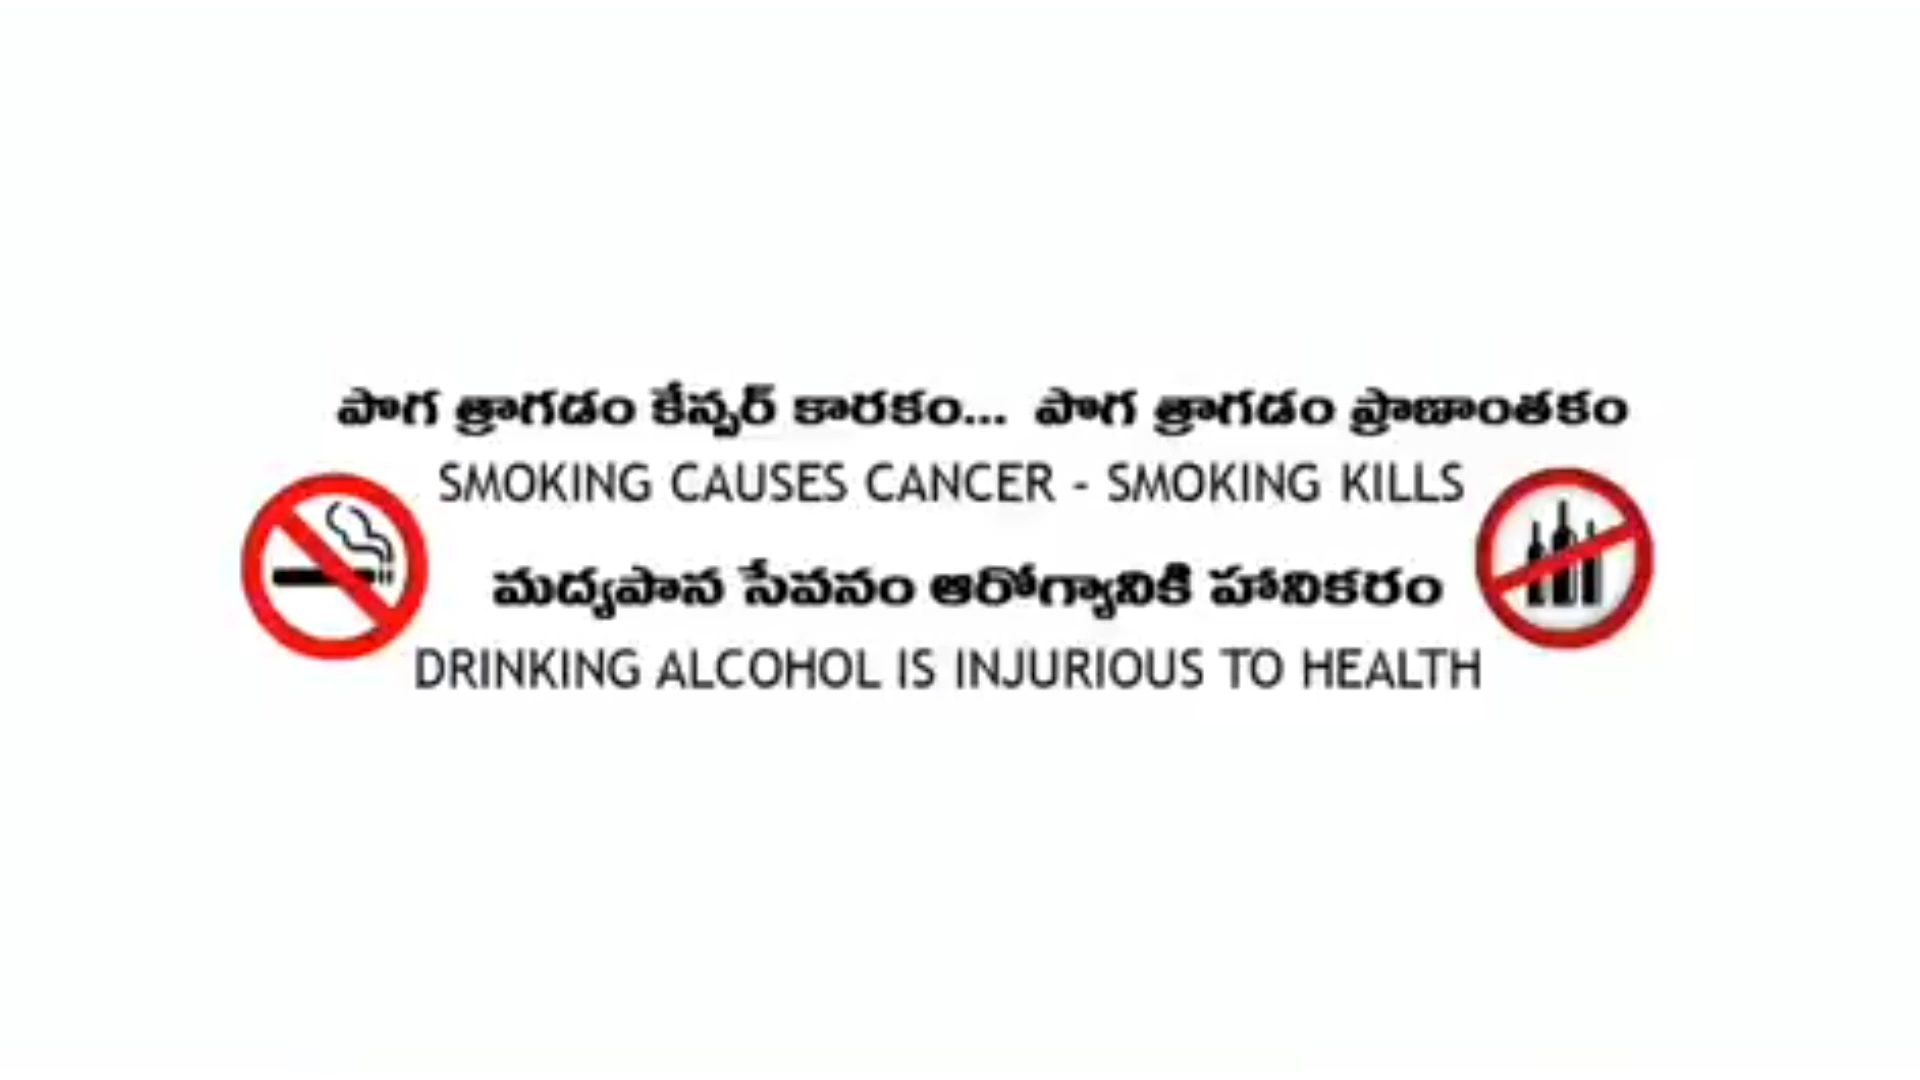 పొగ త్రాగడం కేన్సర్ కారకం... పొగ త్రాగడం ప్రాణాంతకం
SMOKING CAUSES CANCER - SMOKING KILLS
మద్యపాన సేవనం ఆరోగ్యానికి హానికరం
DRINKING ALCOHOL IS INJURIOUS TO HEALTH